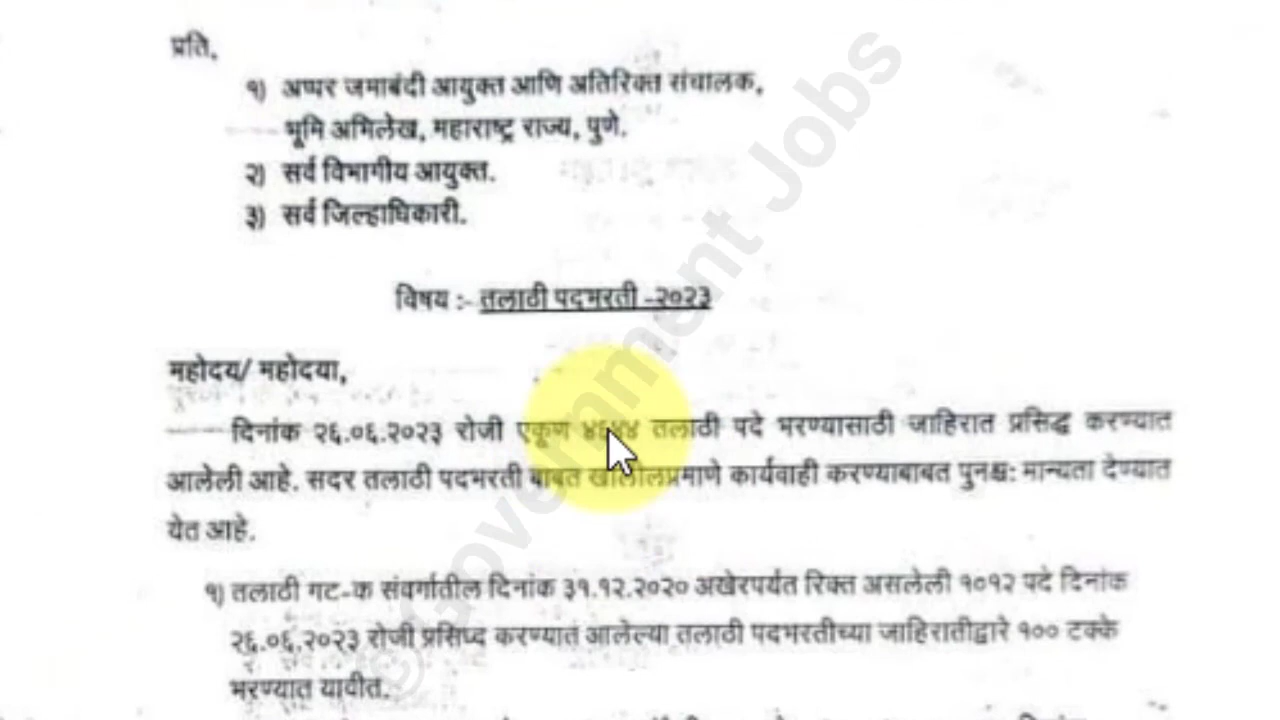 प्रति,
१) अप्पर जमाबंदी आयुक्त आणि अतिरिक्त संचालक,
भूमि अभिलेख, महाराष्ट्र राज्य, पुणे.
२) सर्व विभागीय आयुक्त.
३) सर्व जिल्हाधिकारी.
विषय :- तलाठी पदभरती -२०२३
महोदय/ महोदया,
दिनांक २६.०६.२०२३ रोजी एकूण ४६४४ तलाठी पदे भरण्यासाठी जाहिरात प्रसिद्ध करण्यात
आलेली आहे. सदर तलाठी पदभरती बाबत खालीलप्रमाणे कार्यवाही करण्याबाबत पुनश्च: मान्यता देण्यात
येत आहे.
१) तलाठी गट-क संवर्गातील दिनांक ३१.१२.२०२० अखेरपर्यंत रिक्त असलेली १०१२ पदे दिनांक
२६.०६.२०२३ रोजी प्रसिध्द करण्यात आलेल्या तलाठी पदभरतीच्या जाहिरातीद्वारे १०० टक्के
भरण्यात यावीत.
© Government Jobs